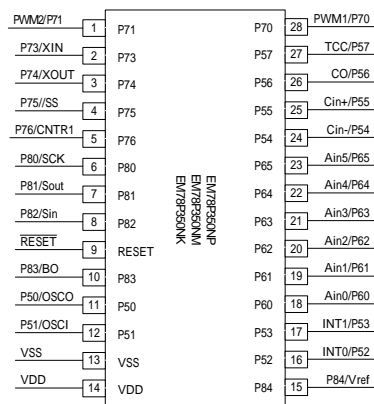 PWM2/P71 1 P71 P70 28 PWM1/P70
P73/XIN 2 P73 P57 27 TCC/P57
P74/XOUT 3 P74 P56 26 CO/P56
P75//SS 4 P75 P55 25 Cin+/P55
P76/CNTR1 5 P76 P54 24 Cin-/P54
P80/SCK 6 P80 P65 23 Ain5/P65
P81/Sout 7 P81 P64 22 Ain4/P64
P82/Sin 8 P82 P63 21 Ain3/P63
RESET 9 RESET P62 20 Ain2/P62
P83/BO 10 P83 P61 19 Ain1/P61
P50/OSCO 11 P50 P60 18 Ain0/P60
P51/OSCI 12 P51 P53 17 INT1/P53
VSS 13 VSS P52 16 INT0/P52
VDD 14 VDD P84 15 P84/Vref
EM78P350NP
EM78P350NM
EM78P350NK